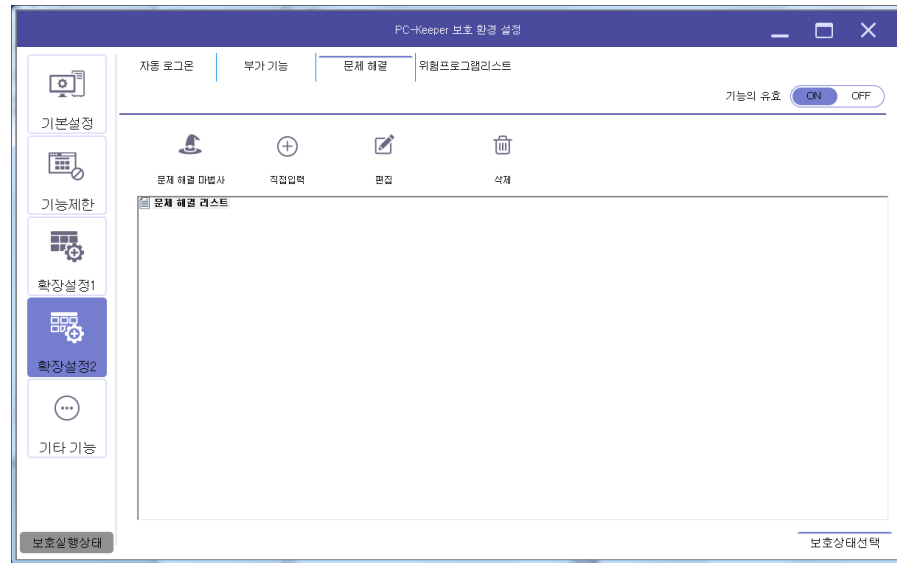 PC-Keeper 보호 환경 설정
자동 로그온
부가 기능
문제 해결
위험프로그램리스트
기능의 유효 ON OFF
기본설정
기능제한
확장설정1
확장설정2
기타 기능
문제 해결 마법사
직접입력
편집
삭제
문제 해결 리스트
보호실행상태
보호상태선택